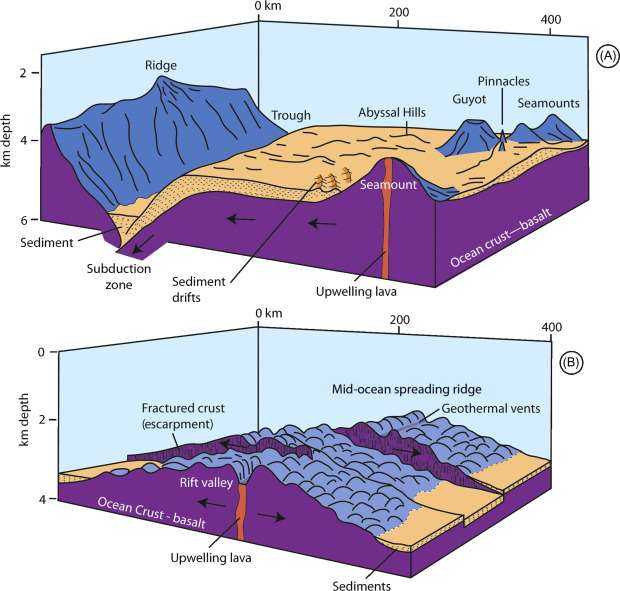 0 km
200
400
(A)
2
Ridge
Pinnacles
Guyot
Seamounts
Trough
Abyssal Hills
km depth
4
Seamount
6
Sediment
Ocean crust—basalt
Subduction
zone
Sediment
drifts
Upwelling lava
0 km
200
400
0
(B)
Mid-ocean spreading ridge
Fractured crust
(escarpment)
Geothermal vents
km depth
2
Rift valley
4
Ocean Crust - basalt
Upwelling lava
Sediments